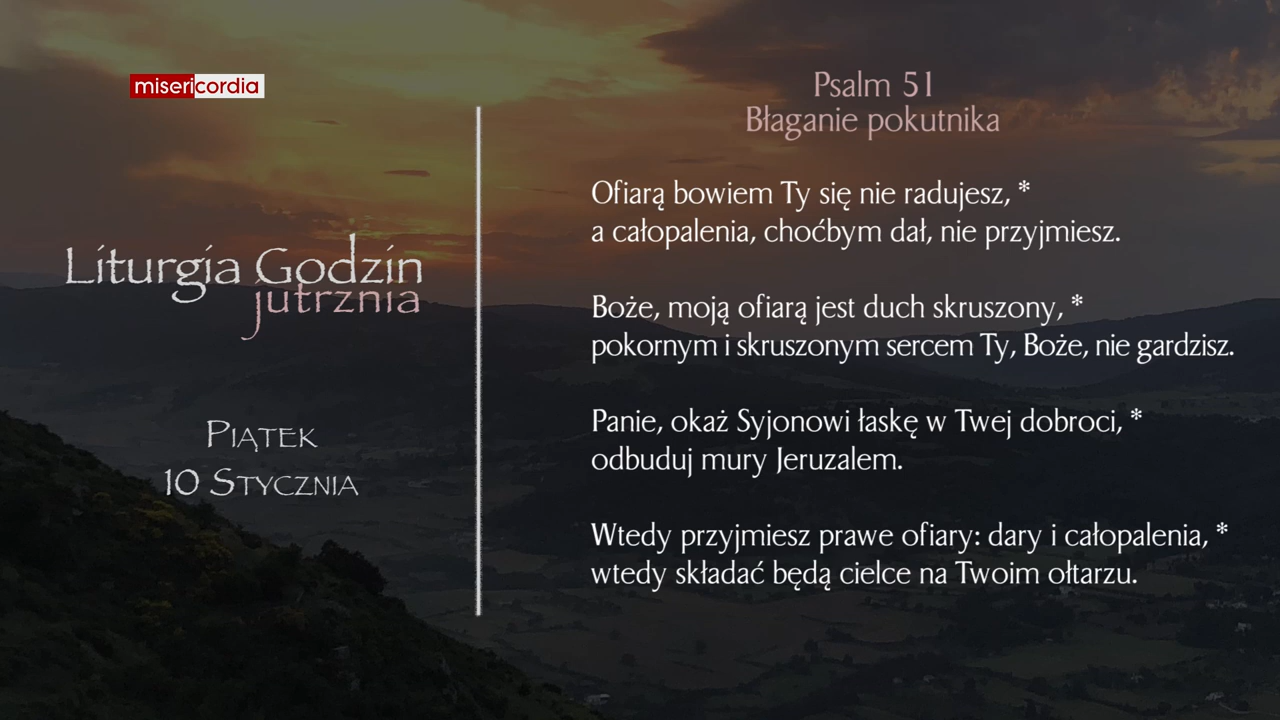 misericordia
Liturgia Godzin
jutrznia
Piątek
10 Stycznia
Psalm 51
Błaganie pokutnika
Ofiarą bowiem Ty się nie radujesz, *
a całopalenia, choćbym dał, nie przyjmiesz.
Boże, moją ofiarą jest duch skruszony, *
pokornym i skruszonym sercem Ty, Boże, nie gardzisz.
Panie, okaż Syjonowi łaskę w Twej dobroci, *
odbuduj mury Jeruzalem.
Wtedy przyjmiesz prawe ofiary: dary i całopalenia, *
wtedy składać będą cielce na Twoim ołtarzu.